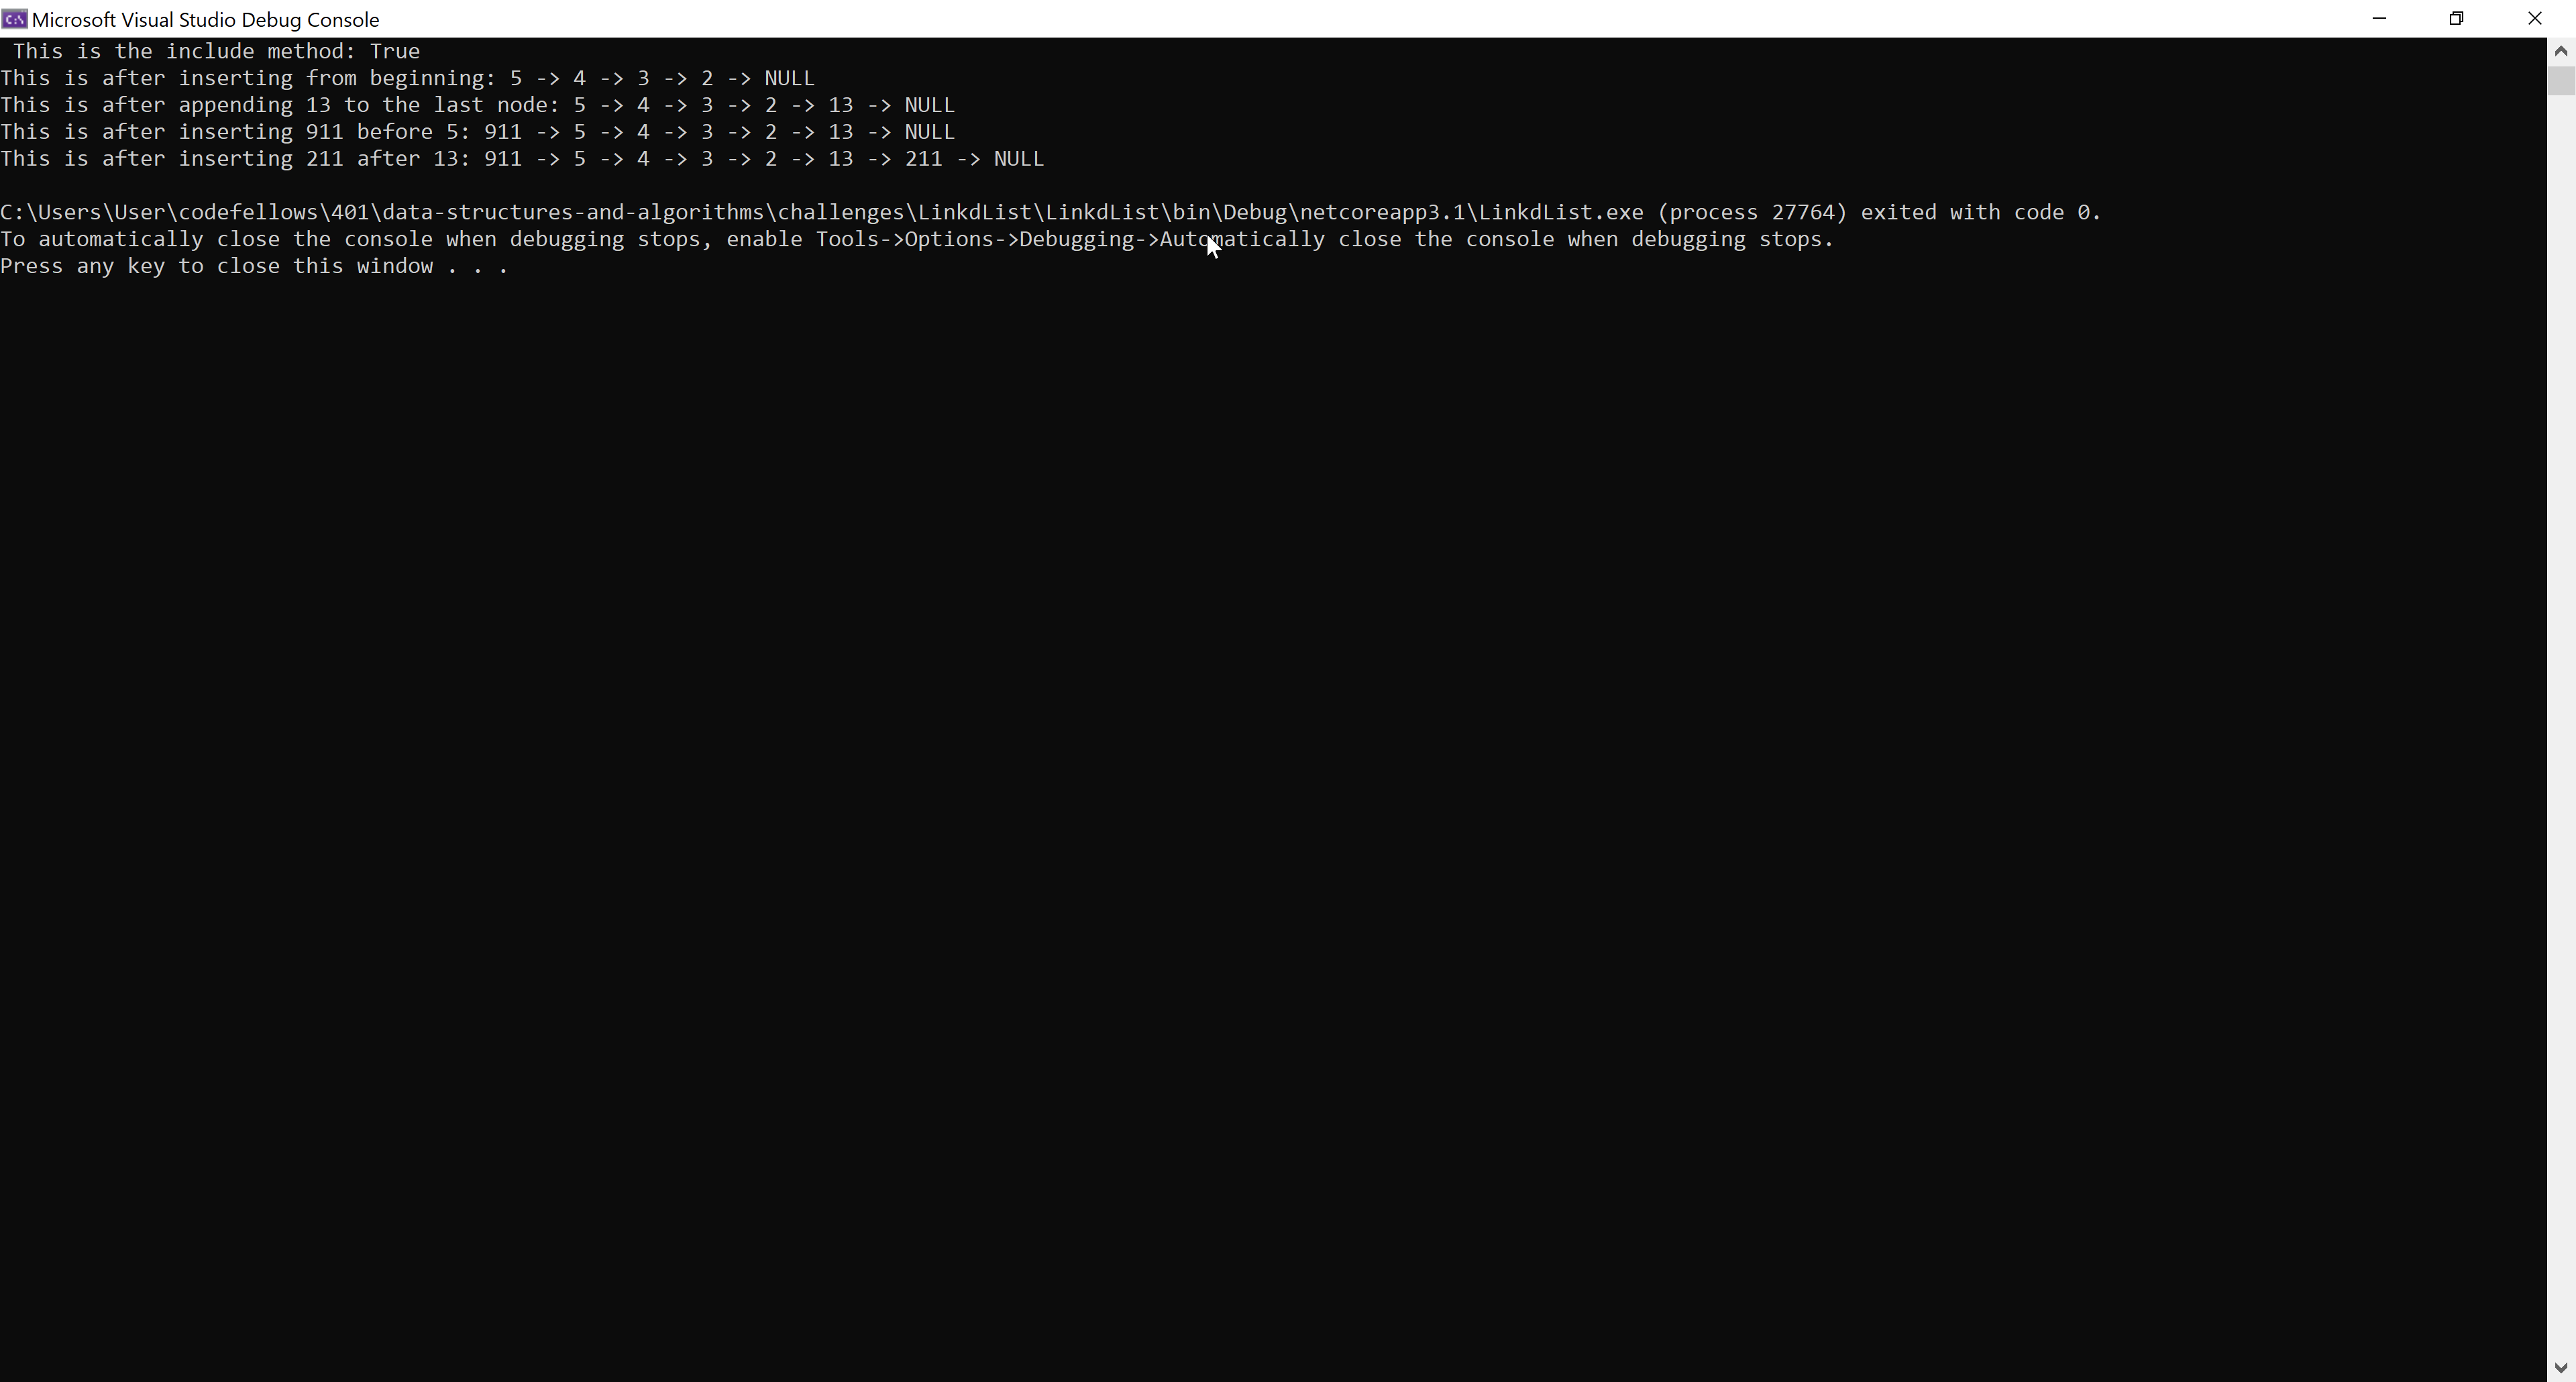 Microsoft Visual Studio Debug Console
This is the include method: True
This is after inserting from beginning: 5 -> 4 -> 3 -> 2 -> NULL
This is after appending 13 to the last node: 5 -> 4 -> 3 -> 2 -> 13 -> NULL
This is after inserting 911 before 5: 911 -> 5 -> 4 -> 3 -> 2 -> 13 -> NULL
This is after inserting 211 after 13: 911 -> 5 -> 4 -> 3 -> 2 -> 13 -> 211 -> NULL
C:\Users\User\codefellows\401\data-structures-and-algorithms\challenges\LinkdList\LinkdList\bin\Debug\netcoreapp3.1\LinkdList.exe (process 27764) exited with code 0.
To automatically close the console when debugging stops, enable Tools->Options->Debugging->Automatically close the console when debugging stops.
Press any key to close this window . . .